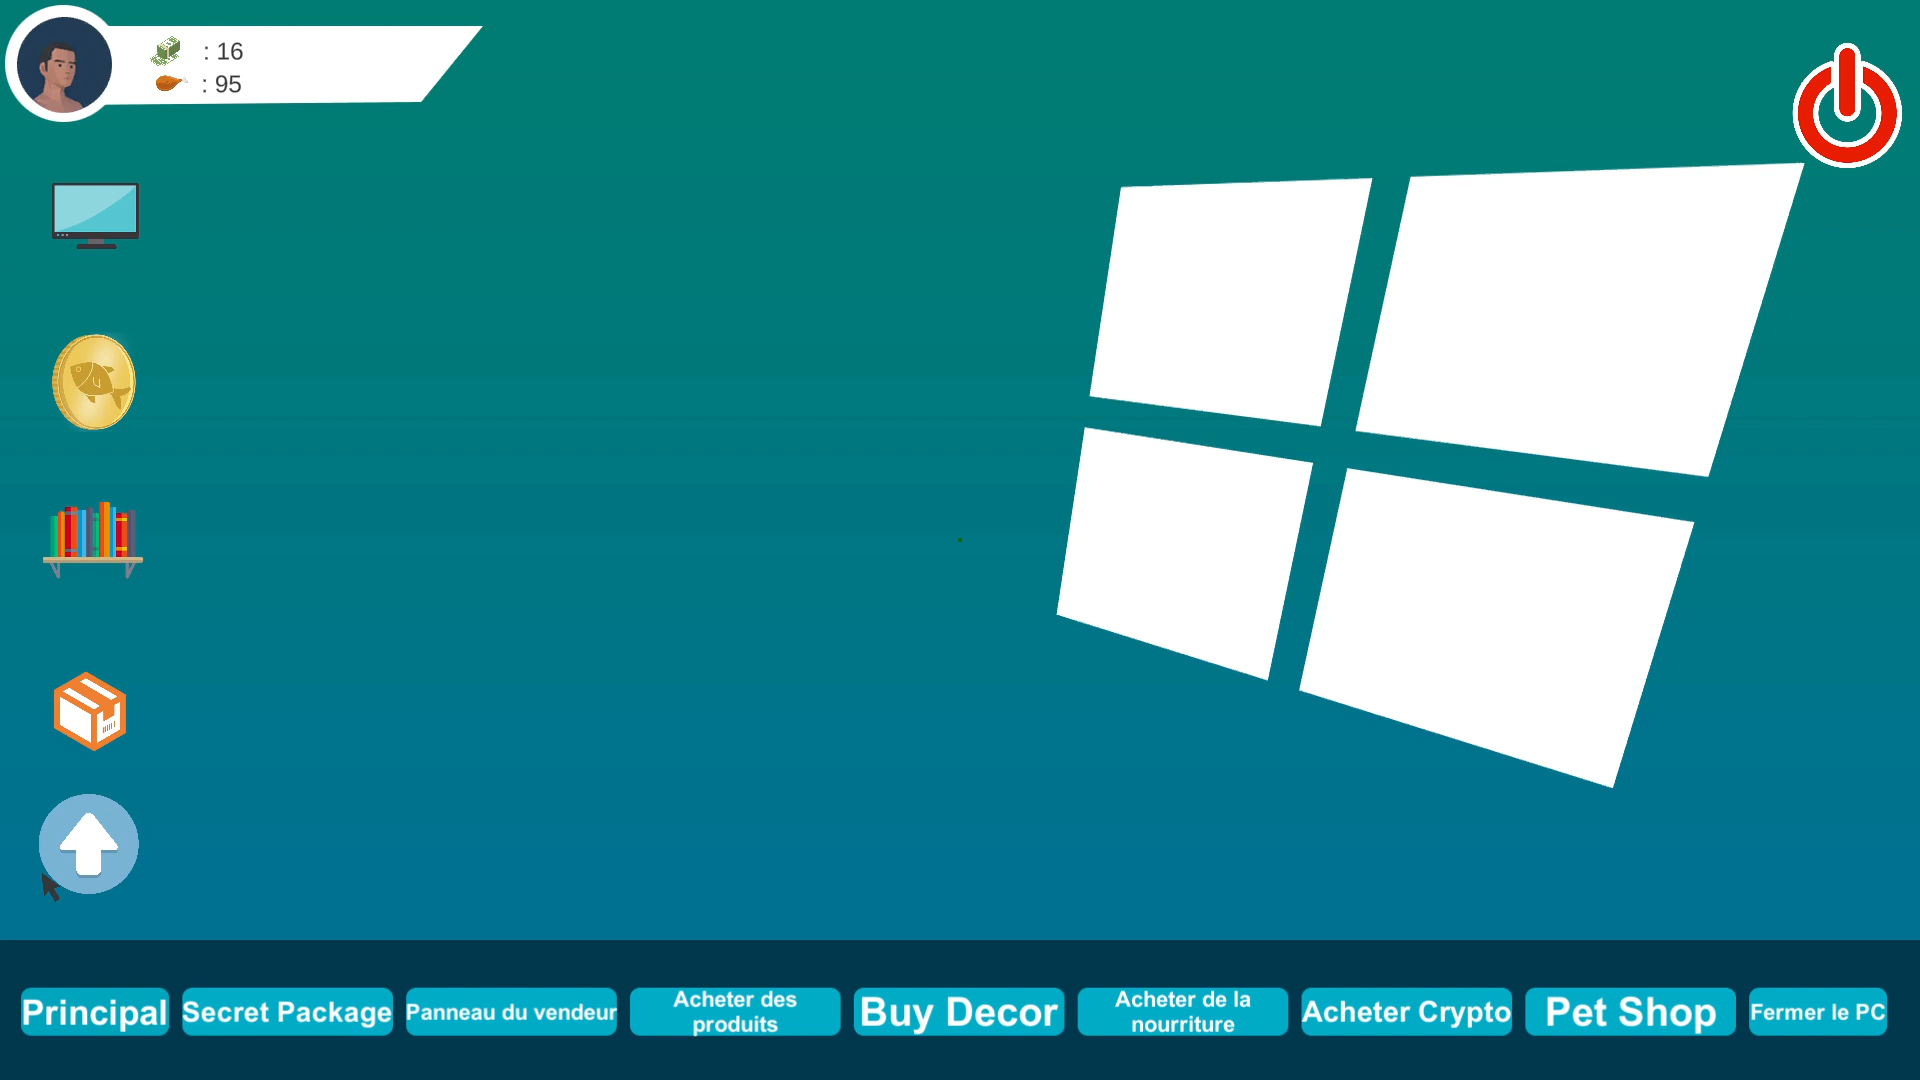 : 16
: 95
Principal
Secret Package
Panneau du vendeur
Acheter des
produits
Buy Decor
Acheter de la
nourriture
Acheter Crypto
Pet Shop
Fermer le PC